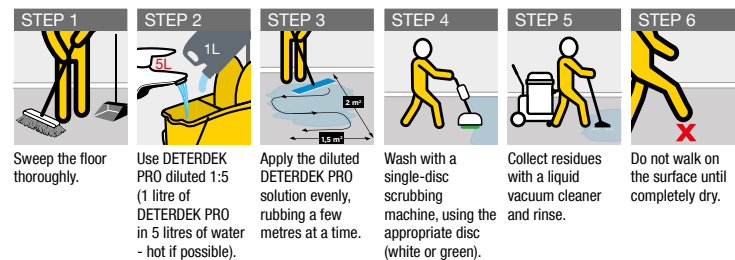 STEP 1
Sweep the floor
thoroughly.
STEP 2
5L
1L
Use DETERDEK
PRO diluted 1:5
(1 litre of
DETERDEK PRO
in 5 litres of water
- hot if possible).
STEP 3
2 m²
1,5 m²
Apply the diluted
DETERDEK PRO
solution evenly,
rubbing a few
metres at a time.
STEP 4
Wash with a
single-disc
scrubbing
machine, using the
appropriate disc
(white or green).
STEP 5
Collect residues
with a liquid
vacuum cleaner
and rinse.
STEP 6
X
Do not walk on
the surface until
completely dry.